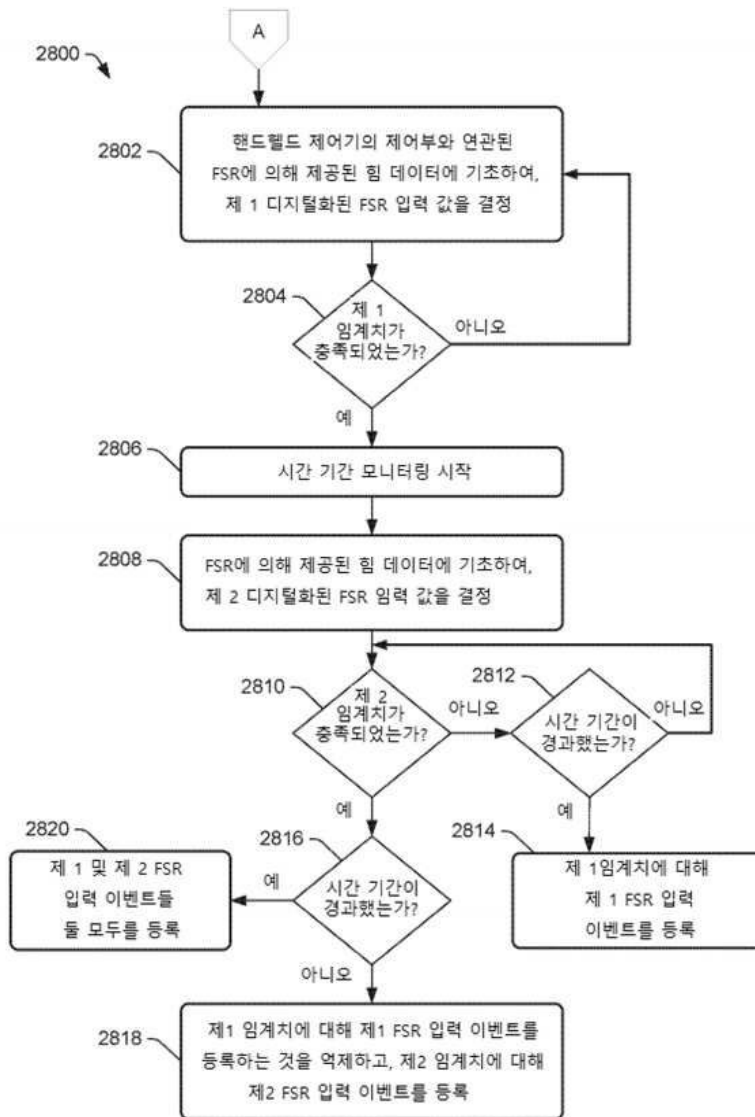 A
2800
2802
핸드헬드 제어기의 제어부와 연관된
FSR에 의해 제공된 힘 데이터에 기초하여,
제 1 디지털화된 FSR 입력 값을 결정
2804
제 1
임계치가
충족되었는가?
아니오
예
2806
시간 기간 모니터링 시작
2808
FSR에 의해 제공된 힘 데이터에 기초하여,
제 2 디지털화된 FSR 임력 값을 결정
2810
제 2
임계치가
충족되었는가?
아니오
2812
시간 기간이
경과했는가?
아니오
예
예
2814
제 1임계치에 대해
제 1 FSR 입력
이벤트를 등록
2816
시간 기간이
경과했는가?
예
2820
제 1 및 제 2 FSR
입력 이벤트들
둘 모두를 등록
아니오
2818
제1 임계치에 대해 제1 FSR 입력 이벤트를
등록하는 것을 억제하고, 제2 임계치에 대해
제2 FSR 입력 이벤트를 등록